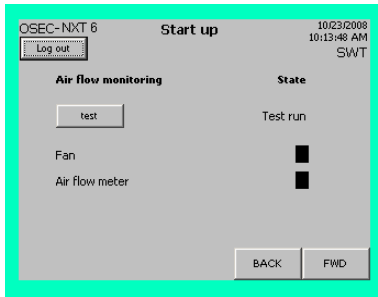 OSEC-NXT 6 Start up 10/23/2008
10:13:48 AM
Log out SWT
Air flow monitoring State
test Test run
Fan
Air flow meter
BACK FWD